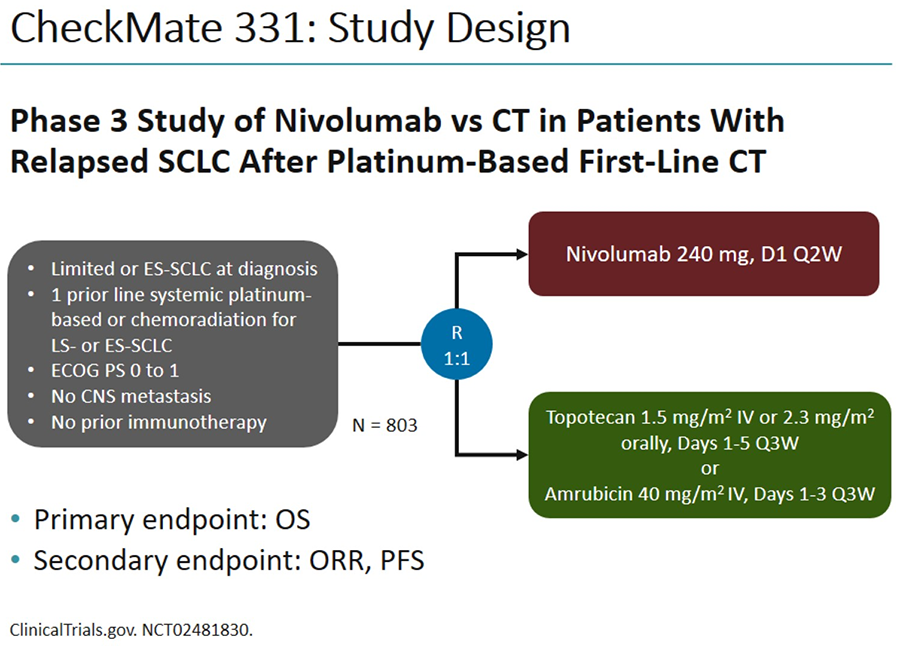 CheckMate 331: Study Design
Phase 3 Study of Nivolumab vs CT in Patients With
Relapsed SCLC After Platinum-Based First-Line CT
• Limited or ES-SCLC at diagnosis
• 1 prior line systemic platinum-
based or chemoradiation for
LS- or ES-SCLC
• ECOG PS 0 to 1
• No CNS metastasis
• No prior immunotherapy
N = 803
R
1:1
Nivolumab 240 mg, D1 Q2W
Topotecan 1.5 mg/m² IV or 2.3 mg/m²
orally, Days 1-5 Q3W
or
Amrubicin 40 mg/m² IV, Days 1-3 Q3W
• Primary endpoint: OS
• Secondary endpoint: ORR, PFS
ClinicalTrials.gov. NCT02481830.